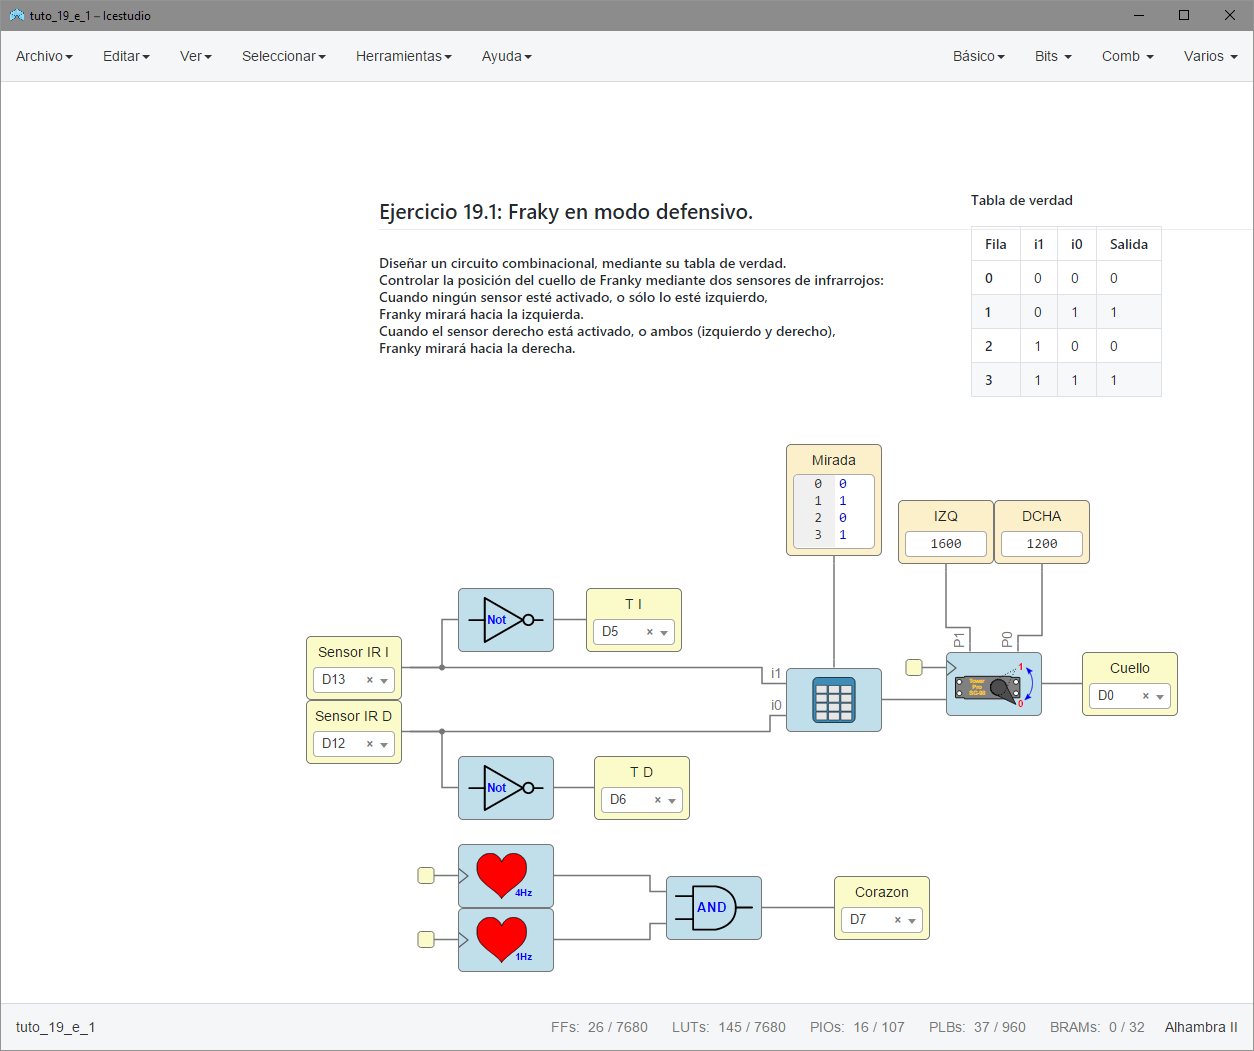 tuto_19_e_1 – Icestudio
Archivo Editar Ver Seleccionar Herramientas Ayuda Básico Bits Comb Varios
Ejercicio 19.1: Fraky en modo defensivo.
Diseñar un circuito combinacional, mediante su tabla de verdad.
Controlar la posición del cuello de Franky mediante dos sensores de infrarrojos:
Cuando ningún sensor esté activado, o sólo lo esté izquierdo,
Franky mirará hacia la izquierda.
Cuando el sensor derecho está activado, o ambos (izquierdo y derecho),
Franky mirará hacia la derecha.
Tabla de verdad
Fila i1 i0 Salida
0 0 0 0
1 0 1 1
2 1 0 0
3 1 1 1
Mirada
0 0
1 1
2 0
3 1
IZQ
1600
DCHA
1200
Not
T I
D5 ×
Sensor IR I
D13 ×
Sensor IR D
D12 ×
i1
i0
P1
P0
Tower
Pro
SG-90
1
0
Cuello
D0 ×
Not
T D
D6 ×
4Hz
1Hz
AND
Corazon
D7 ×
tuto_19_e_1 FFs: 26 / 7680 LUTs: 145 / 7680 PIOs: 16 / 107 PLBs: 37 / 960 BRAMs: 0 / 32 Alhambra II